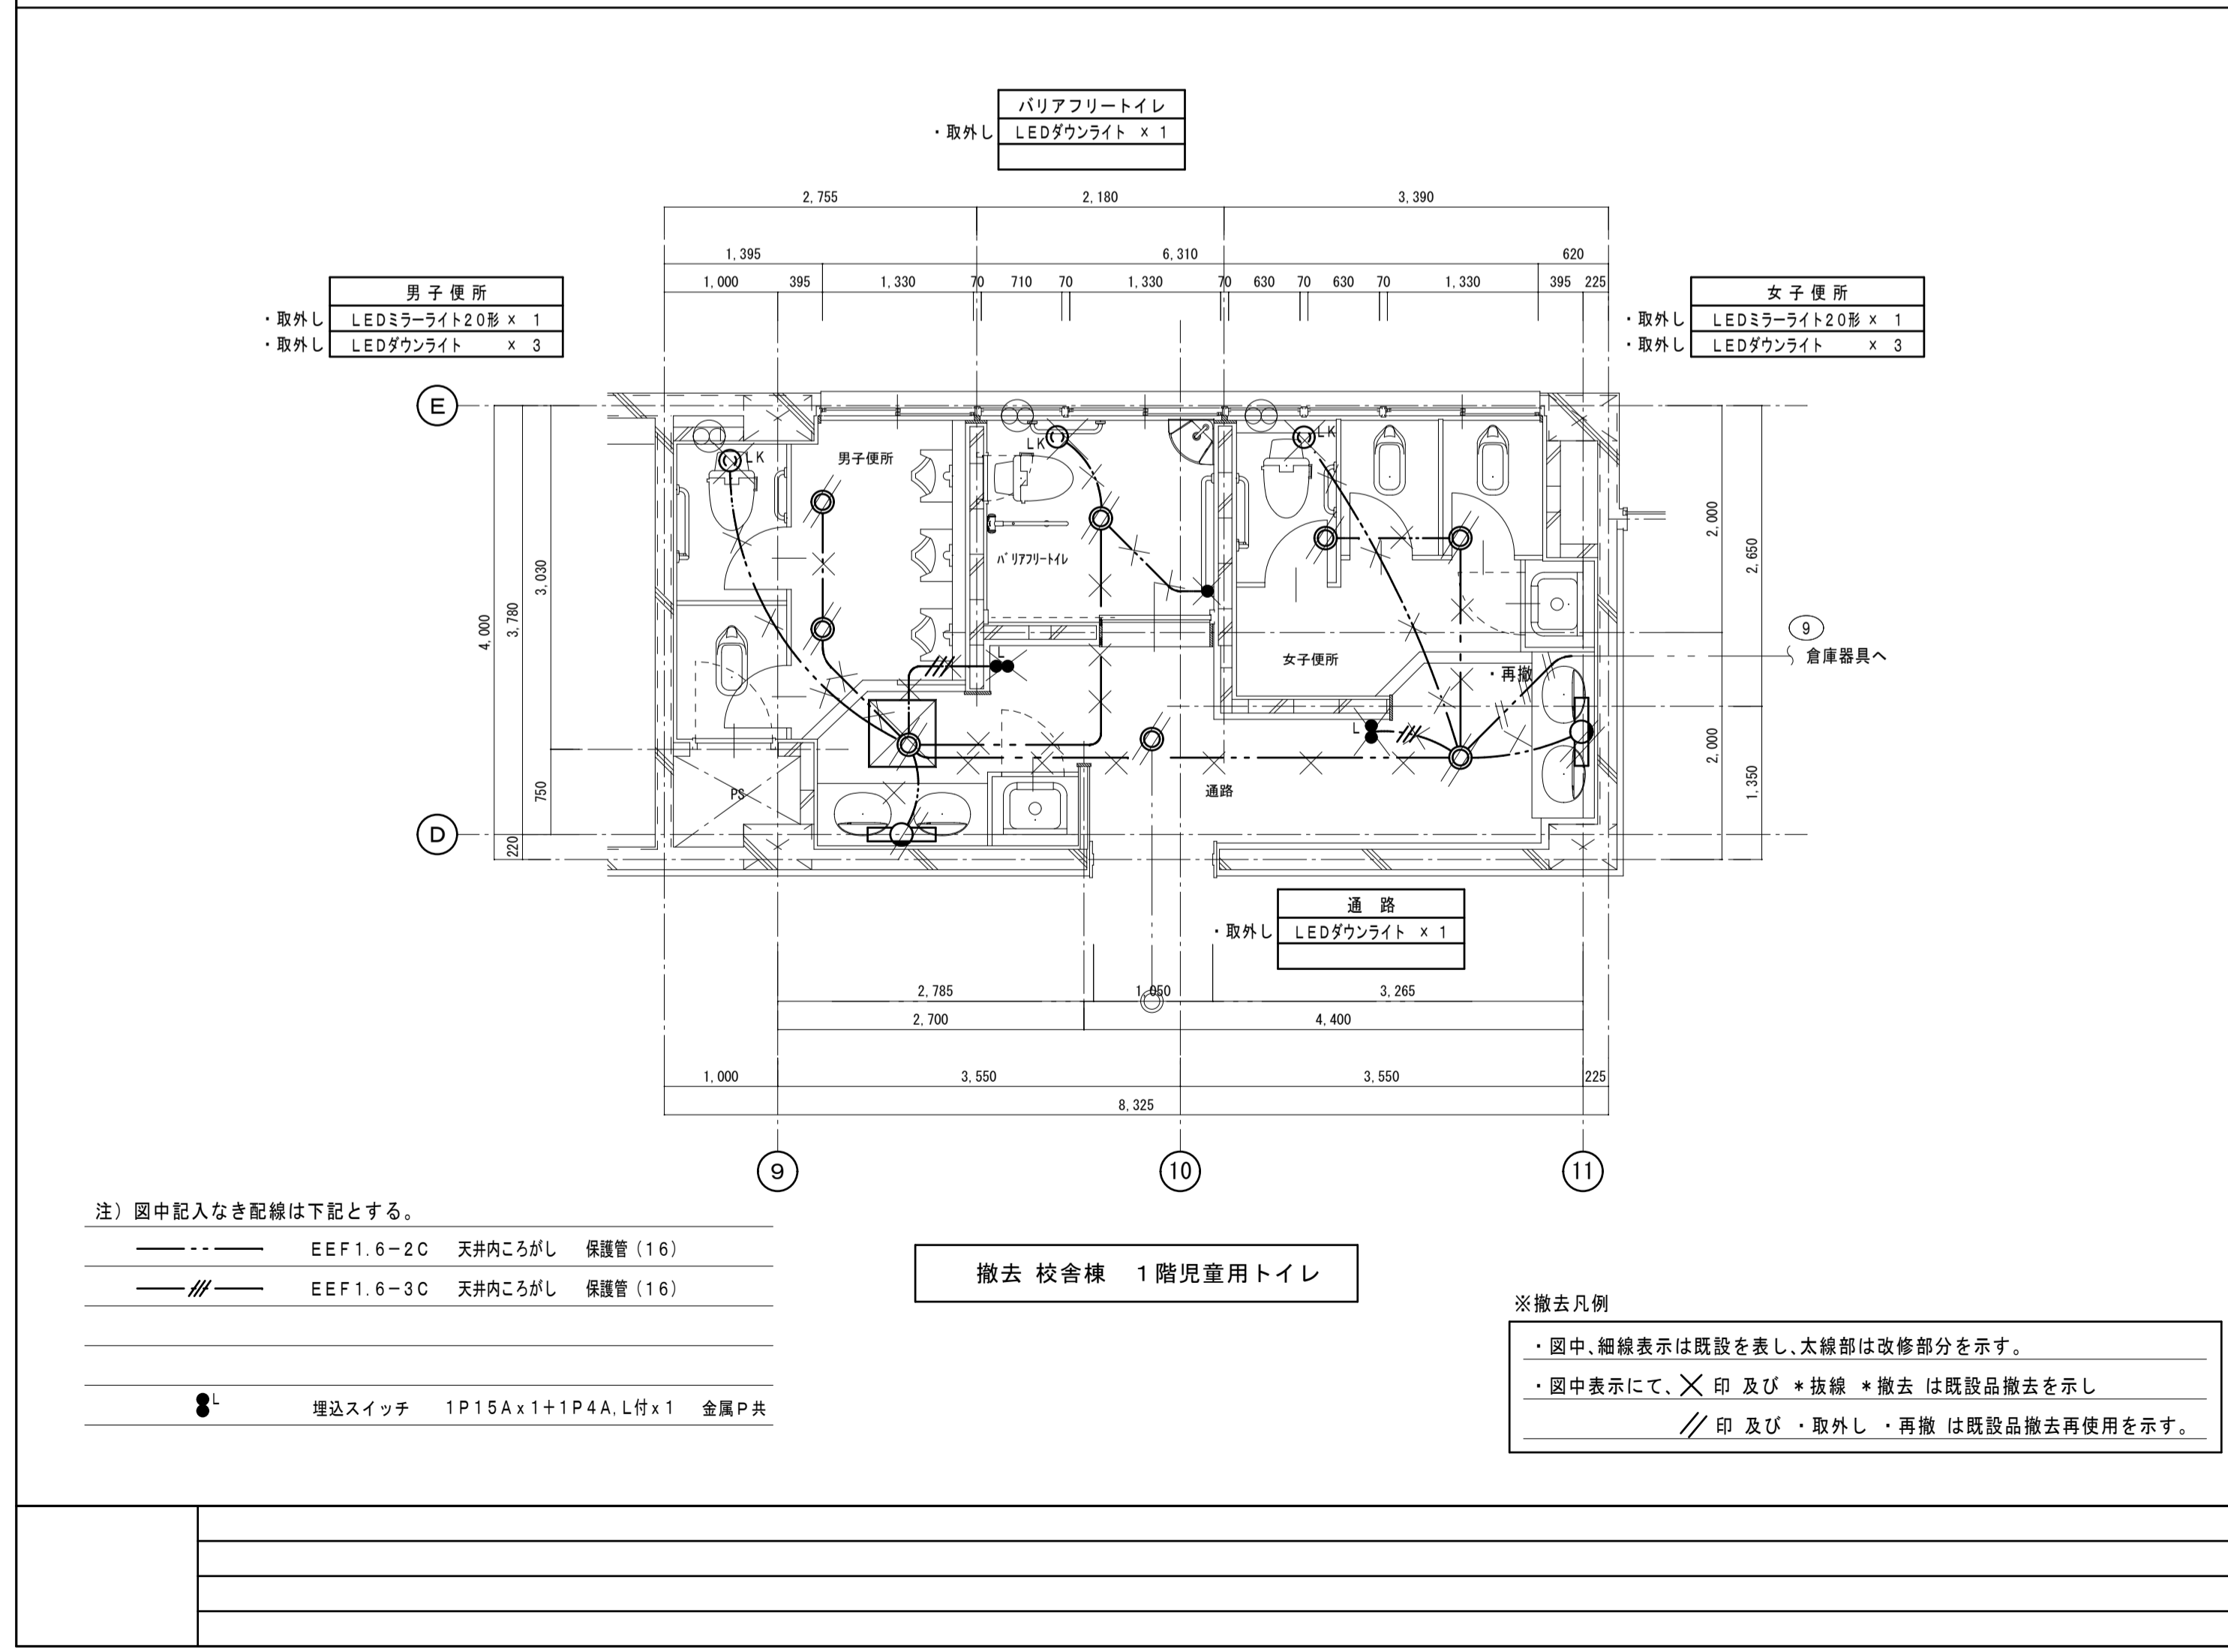 バリアフリートイレ
・取外し LEDダウンライト × 1
2,755 2,180 3,390
1,395 6,310 620
1,000 395 1,330 70 710 70 1,330 70 630 70 630 70 1,330 395 225
男子便所
・取外し LEDミラーライト20形 × 1
・取外し LEDダウンライト × 3
女子便所
・取外し LEDミラーライト20形 × 1
・取外し LEDダウンライト × 3
E
LK
男子便所
LK
LK
バリアフリートイレ
4,000
3,780
3,030
750
220
2,000
2,650
2,000
1,350
L
女子便所
・再撤
9
倉庫器具へ
L
PS
通路
D
通 路
・取外し LEDダウンライト × 1
2,785 1,050 3,265
2,700 4,400
1,000 3,550 3,550 225
8,325
9 10 11
注）図中記入なき配線は下記とする。
EEF1.6−2C 天井内ころがし 保護管（16）
EEF1.6−3C 天井内ころがし 保護管（16）
L 埋込スイッチ 1P15Ax1+1P4A,L付x1 金属P共
撤去 校舎棟 1階児童用トイレ
※撤去凡例
・図中、細線表示は既設を表し、太線部は改修部分を示す。
・図中表示にて、╳ 印 及び ＊抜線 ＊撤去 は既設品撤去を示し
// 印 及び ・取外し ・再撤 は既設品撤去再使用を示す。